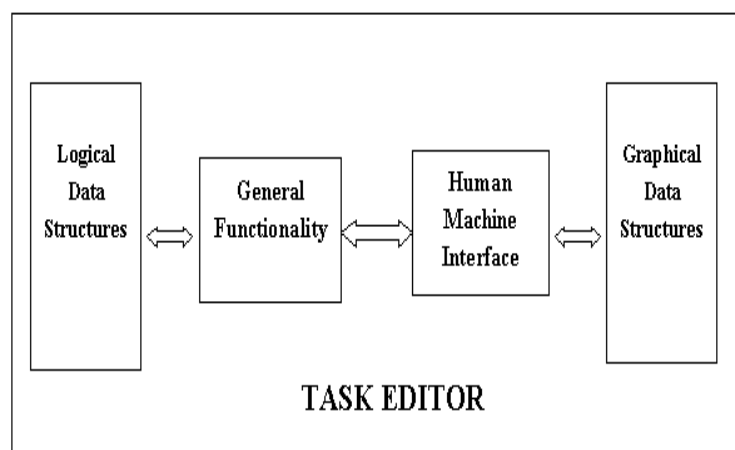 Logical
Data
Structures
General
Functionality
Human
Machine
Interface
Graphical
Data
Structures
TASK EDITOR